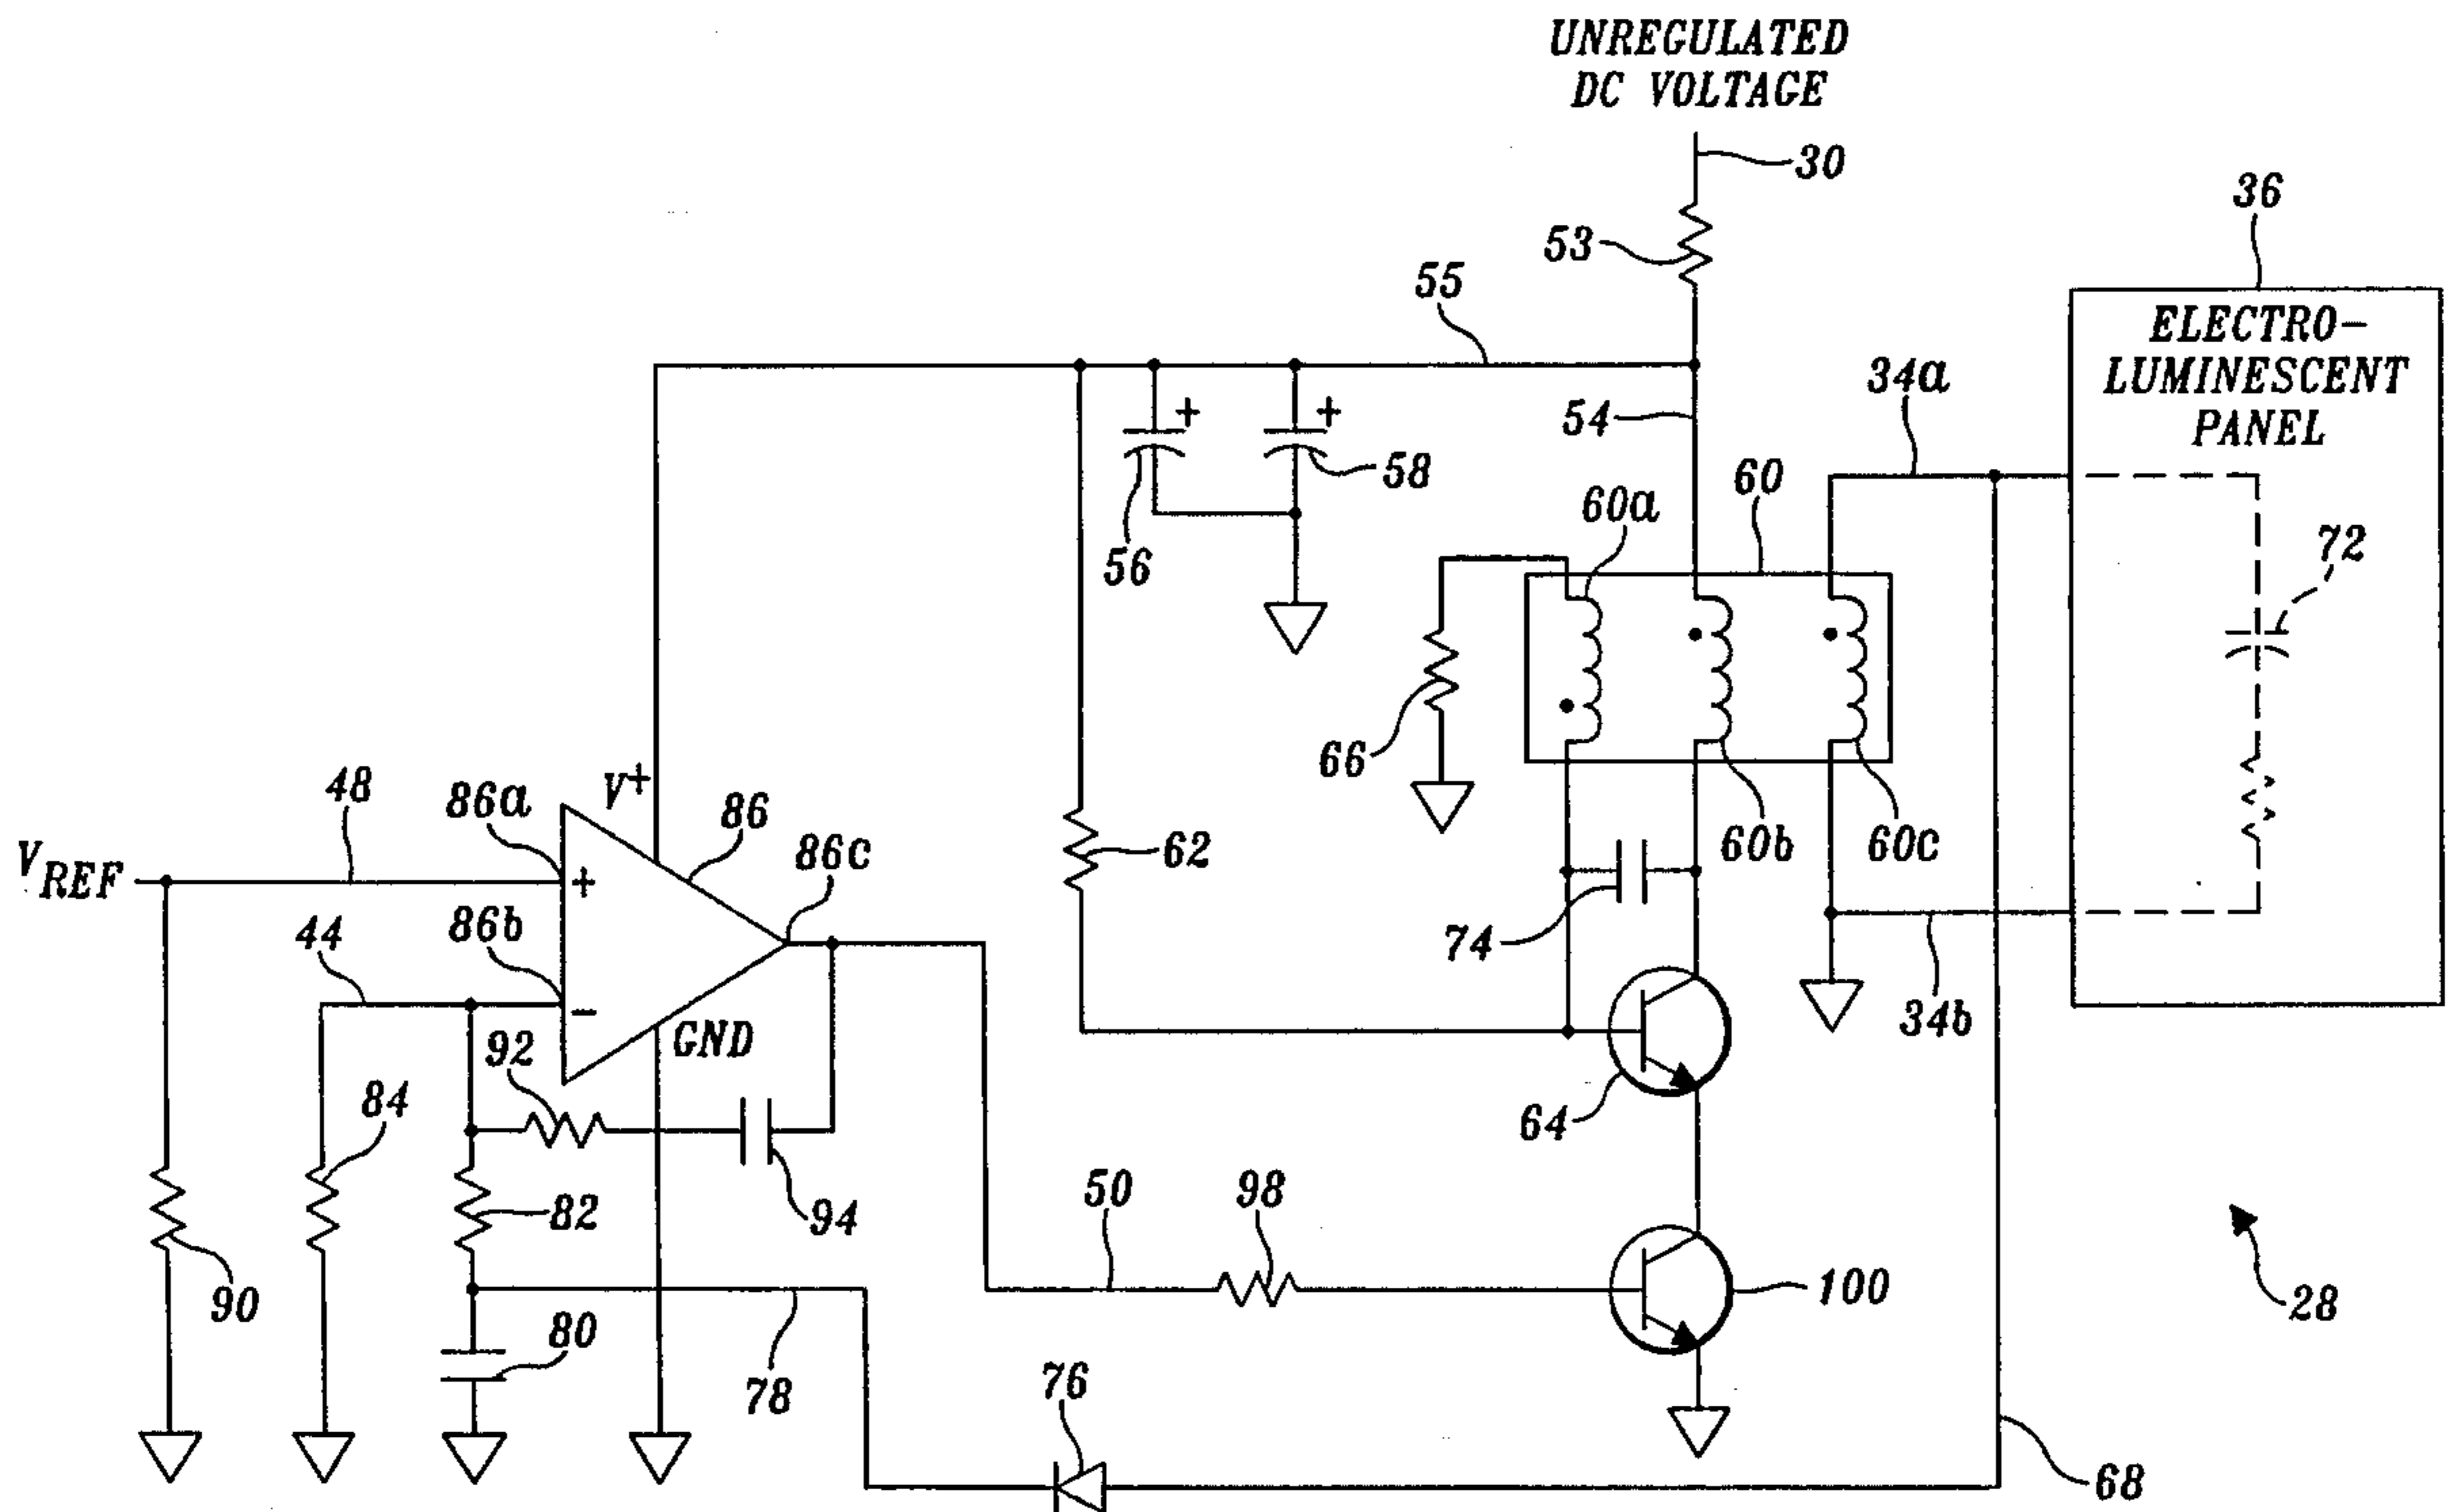 UNREGULATED
DC VOLTAGE
30
36
53
55
ELECTRO-
LUMINESCENT
PANEL
34a
54
+
+
58
60
60a
56
72
66
V+
48
86a
86
86c
62
60b
60c
VREF
+
44
86b
74
-
34b
GND
92
84
64
50
98
82
94
90
100
28
80
78
76
68